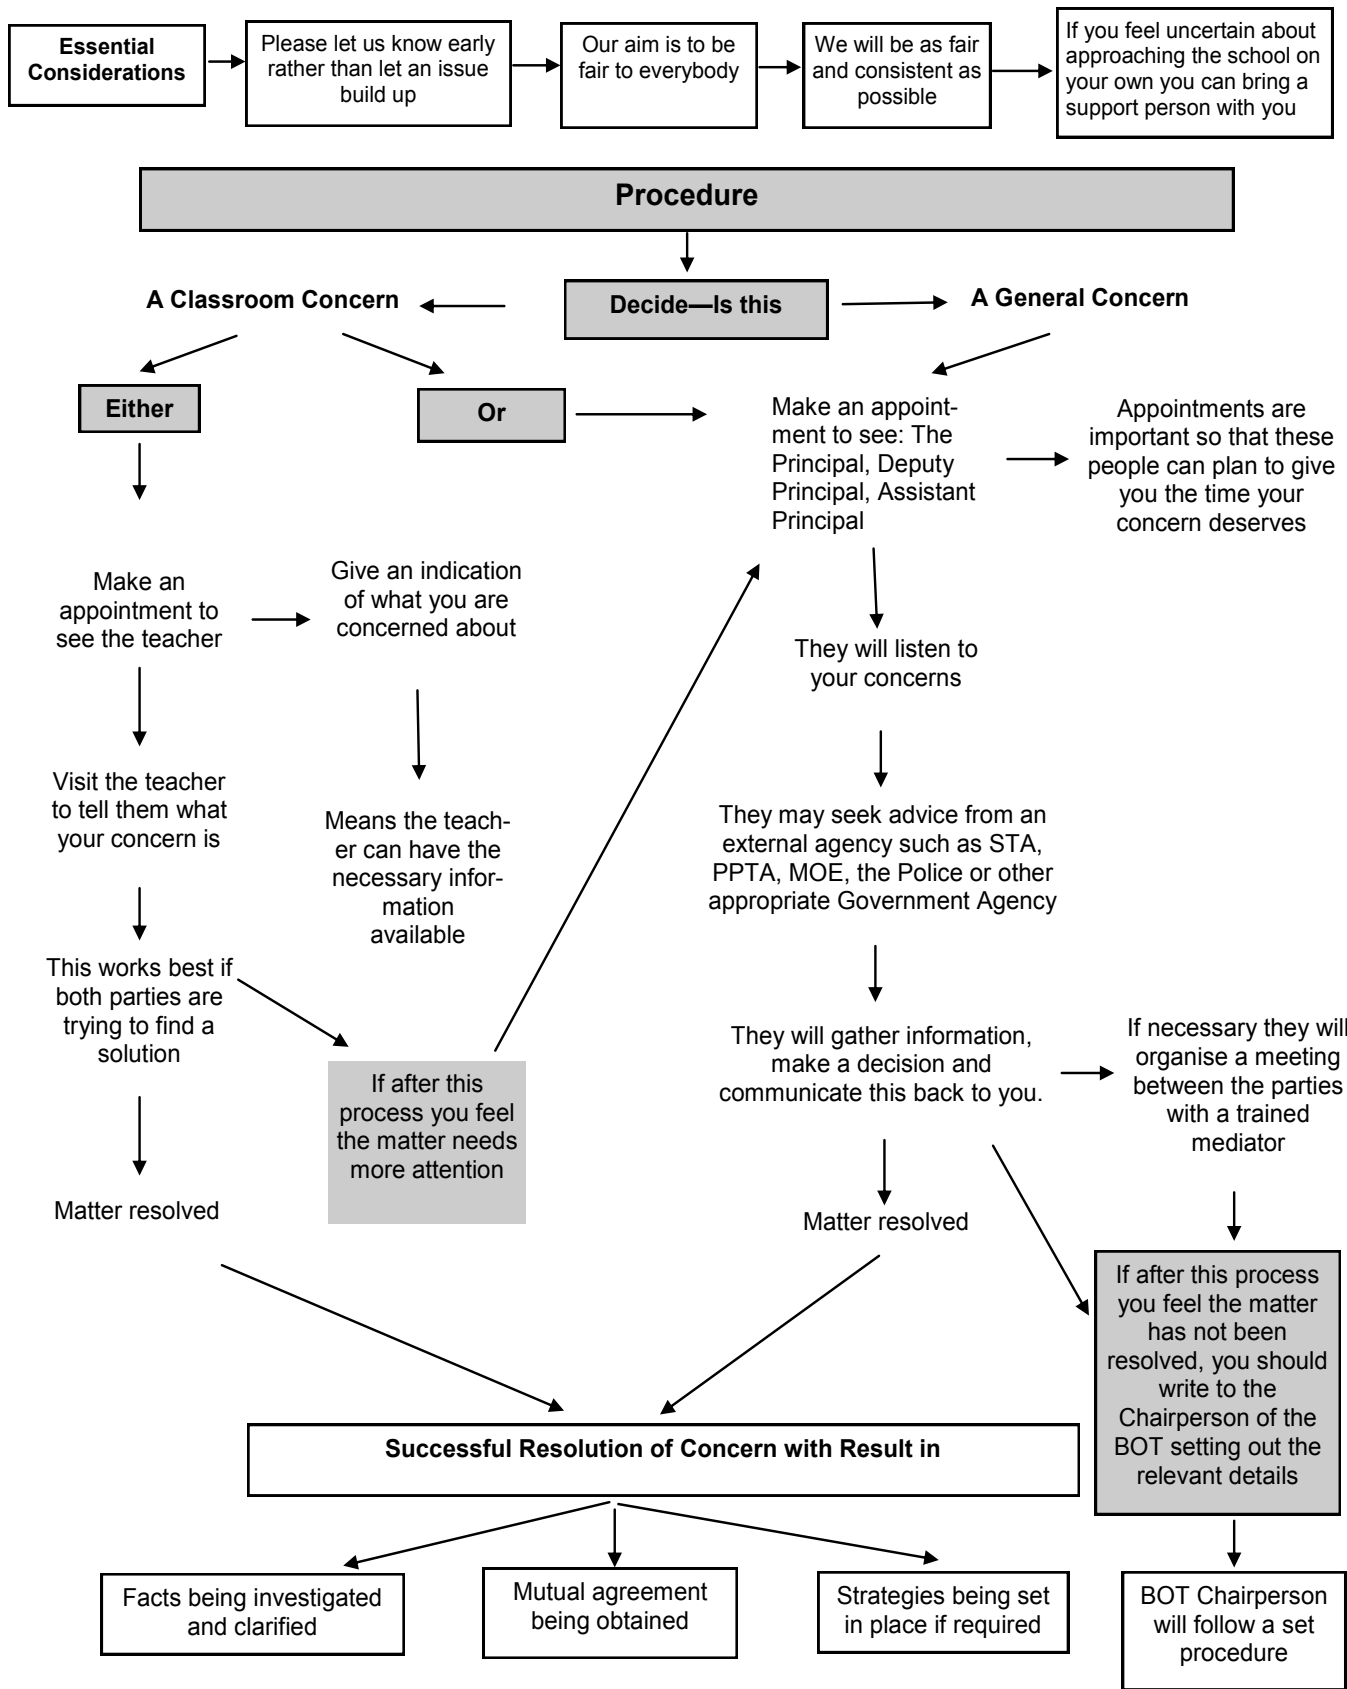 Essential
Considerations
Please let us know early
rather than let an issue
build up
Our aim is to be
fair to everybody
We will be as fair
and consistent as
possible
If you feel uncertain about
approaching the school on
your own you can bring a
support person with you
Procedure
A Classroom Concern
Decide—Is this
A General Concern
Either
Or
Make an appoint-
ment to see: The
Principal, Deputy
Principal, Assistant
Principal
Appointments are
important so that these
people can plan to give
you the time your
concern deserves
Make an
appointment to
see the teacher
Give an indication
of what you are
concerned about
They will listen to
your concerns
Visit the teacher
to tell them what
your concern is
Means the teach-
er can have the
necessary infor-
mation
available
They may seek advice from an
external agency such as STA,
PPTA, MOE, the Police or other
appropriate Government Agency
This works best if
both parties are
trying to find a
solution
If after this
process you feel
the matter needs
more attention
They will gather information,
make a decision and
communicate this back to you.
If necessary they will
organise a meeting
between the parties
with a trained
mediator
Matter resolved
Matter resolved
If after this process
you feel the matter
has not been
resolved, you should
write to the
Chairperson of the
BOT setting out the
relevant details
Successful Resolution of Concern with Result in
Facts being investigated
and clarified
Mutual agreement
being obtained
Strategies being set
in place if required
BOT Chairperson
will follow a set
procedure